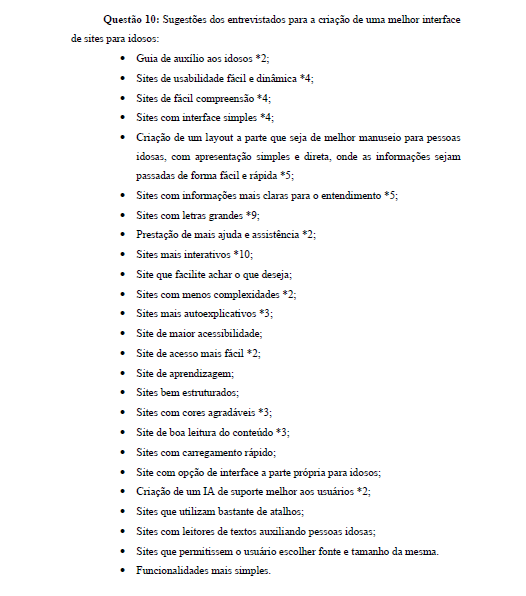 Questão 10: Sugestões dos entrevistados para a criação de uma melhor interface
de sites para idosos:
• Guia de auxílio aos idosos *2;
• Sites de usabilidade fácil e dinâmica *4;
• Sites de fácil compreensão *4;
• Sites com interface simples *4;
• Criação de um layout a parte que seja de melhor manuseio para pessoas
idosas, com apresentação simples e direta, onde as informações sejam
passadas de forma fácil e rápida *5;
• Sites com informações mais claras para o entendimento *5;
• Sites com letras grandes *9;
• Prestação de mais ajuda e assistência *2;
• Sites mais interativos *10;
• Site que facilite achar o que deseja;
• Sites com menos complexidades *2;
• Sites mais autoexplicativos *3;
• Site de maior acessibilidade;
• Site de acesso mais fácil *2;
• Site de aprendizagem;
• Sites bem estruturados;
• Sites com cores agradáveis *3;
• Site de boa leitura do conteúdo *3;
• Sites com carregamento rápido;
• Site com opção de interface a parte própria para idosos;
• Criação de um IA de suporte melhor aos usuários *2;
• Sites que utilizam bastante de atalhos;
• Sites com leitores de textos auxiliando pessoas idosas;
• Sites que permitissem o usuário escolher fonte e tamanho da mesma.
• Funcionalidades mais simples.